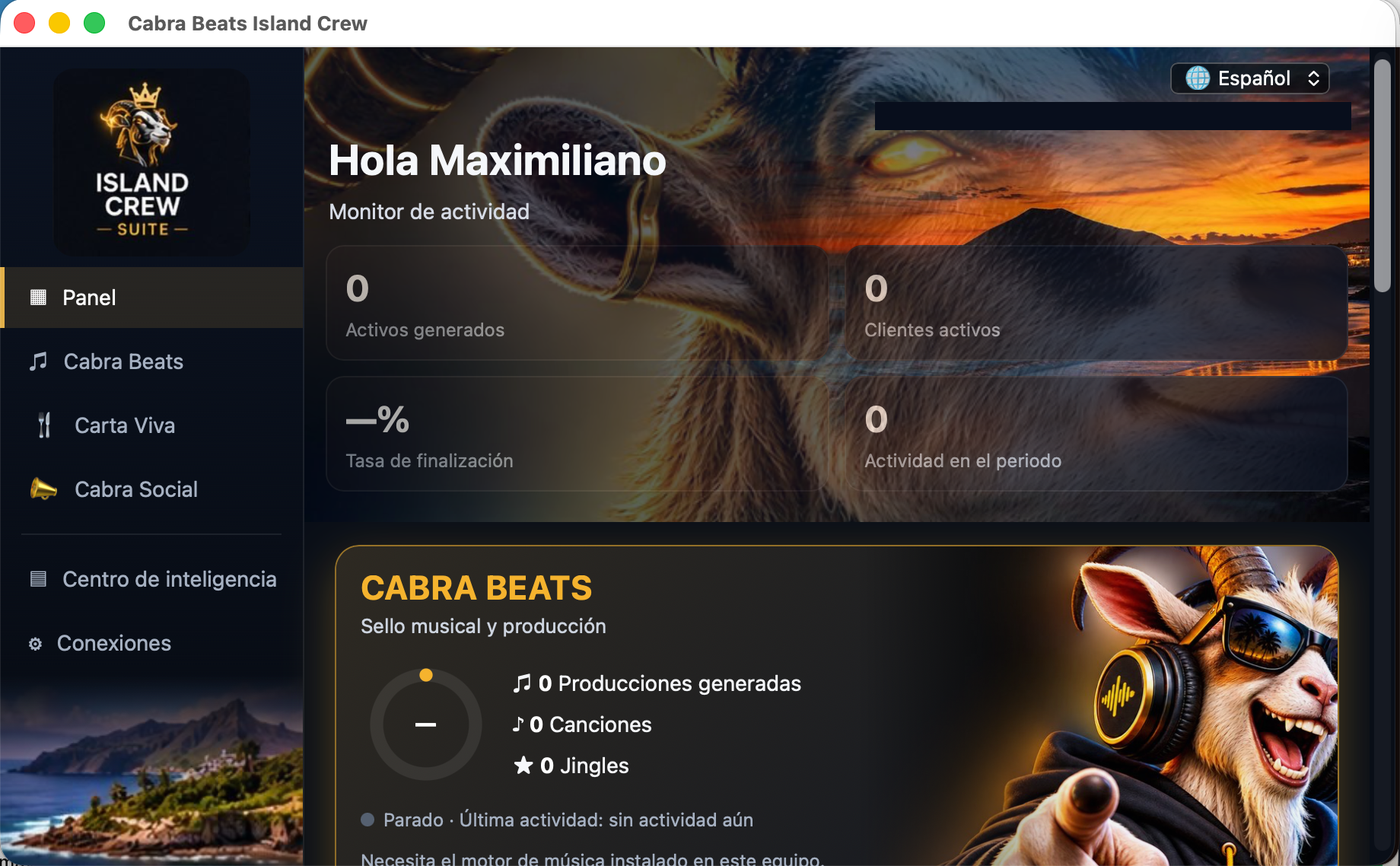 Cabra Beats Island Crew
ISLAND
CREW
SUITE
Panel
Cabra Beats
Carta Viva
Cabra Social
Centro de inteligencia
Conexiones
Español
Hola Maximiliano
Monitor de actividad
0
Activos generados
0
Clientes activos
—%
Tasa de finalización
0
Actividad en el periodo
CABRA BEATS
Sello musical y producción
—
0 Producciones generadas
0 Canciones
0 Jingles
Parado · Última actividad: sin actividad aún
Necesita el motor de música instalado en este equipo.